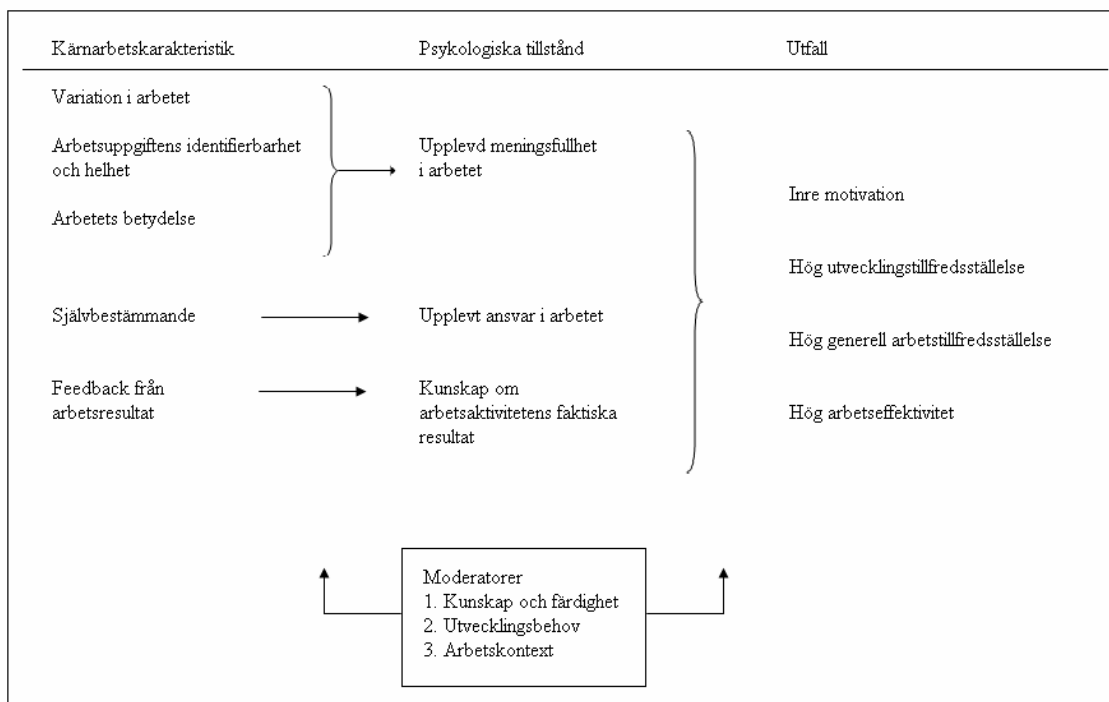 Kärnarbetskarakteristik
Psykologiska tillstånd
Utfall
Variation i arbetet
Arbetsuppgiftens identifierbarhet
och helhet
Arbetets betydelse
Självbestämmande
Feedback från
arbetsresultat
Upplevd meningsfullhet
i arbetet
Upplevt ansvar i arbetet
Kunskap om
arbetsaktivitetens faktiska
resultat
Inre motivation
Hög utvecklingstillfredsställelse
Hög generell arbetstillfredsställelse
Hög arbetseffektivitet
Moderatorer
1. Kunskap och färdighet
2. Utvecklingsbehov
3. Arbetskontext